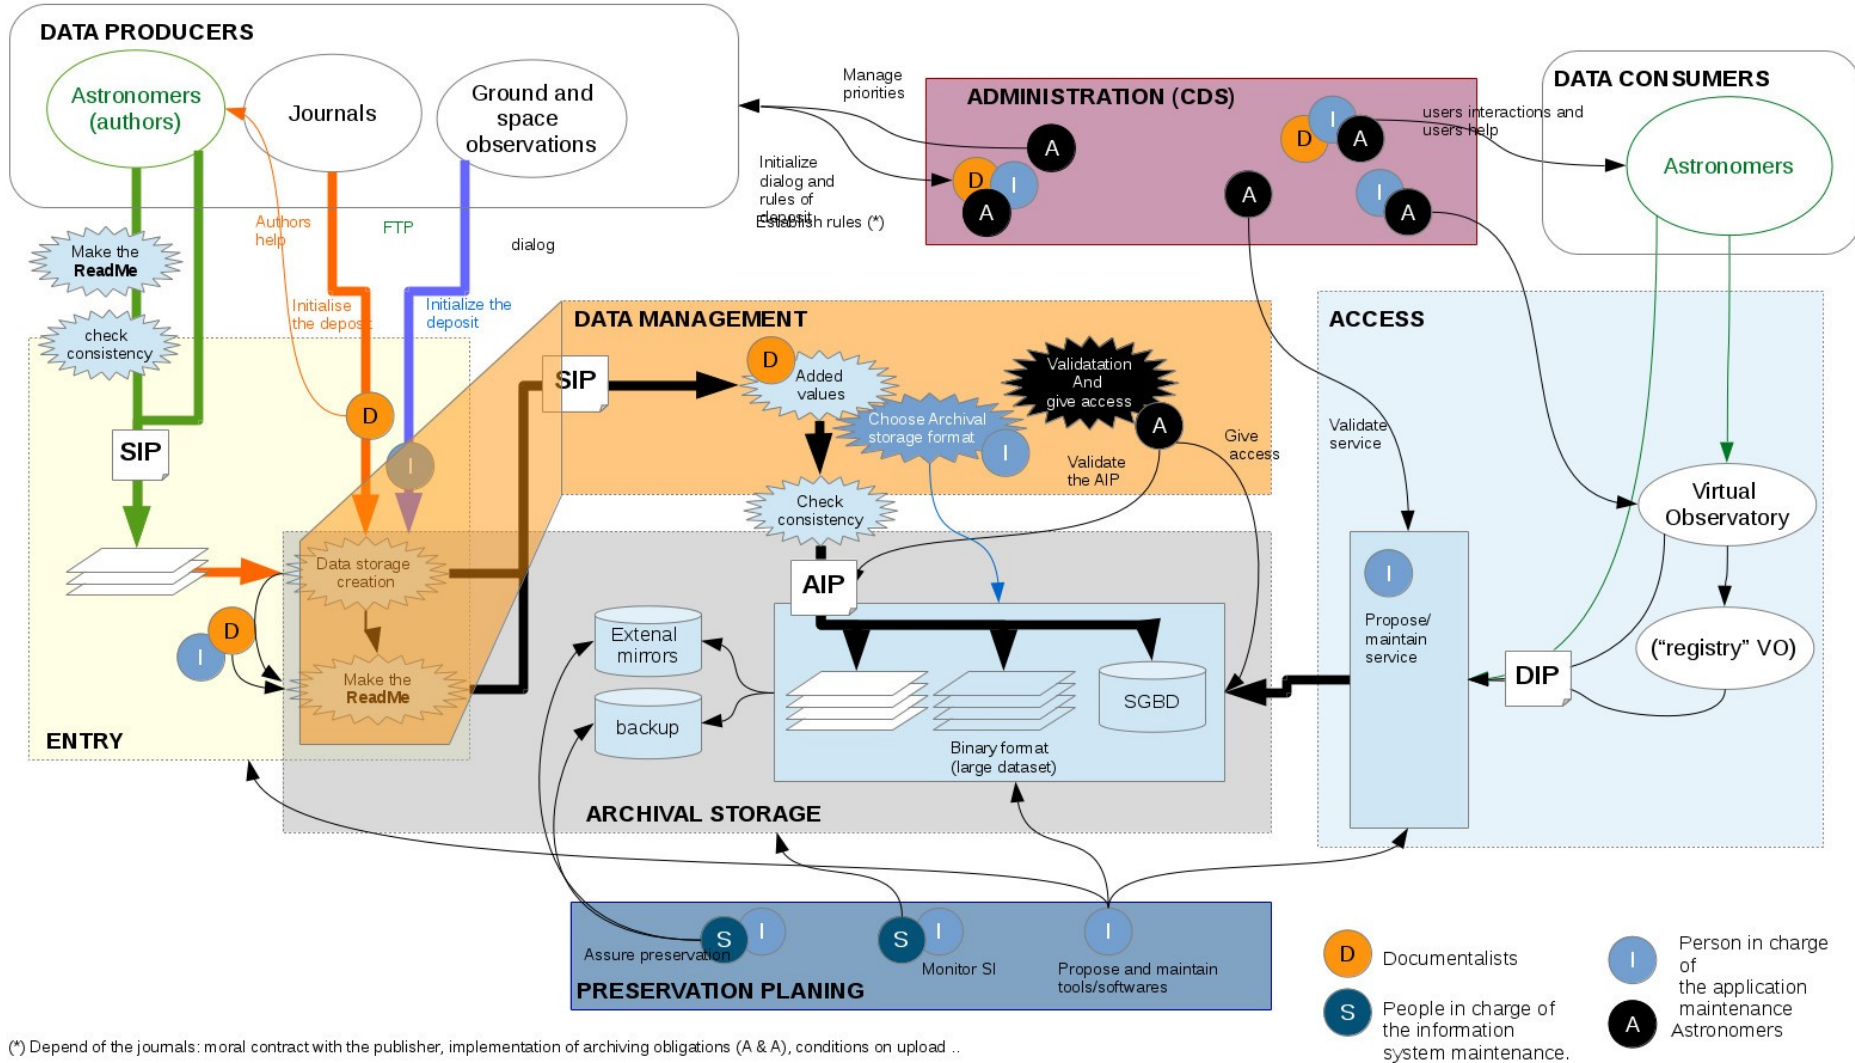 DATA PRODUCERS
Astronomers
(authors)
Journals
Ground and
space
observations
Manage
priorities
Initialize
dialog and
rules of
deposit
Establish rules (*)
ADMINISTRATION (CDS)
A
D
I
A
D
I
A
A
I
A
users interactions and
users help
DATA CONSUMERS
Astronomers
Authors
help
FTP
dialog
Make the
ReadMe
check
consistency
Initialise
the deposit
Initialize the
deposit
SIP
D
I
DATA MANAGEMENT
SIP
D
Added
values
Choose Archival
storage format
I
Validatation
And
give access
A
Validate
the AIP
Give
access
Check
consistency
ACCESS
Validate
service
Virtual
Observatory
I
Propose/
maintain
service
("registry" VO)
DIP
Data storage
creation
D
I
Make the
ReadMe
ENTRY
AIP
Extenal
mirrors
backup
SGBD
Binary format
(large dataset)
ARCHIVAL STORAGE
S
I
Assure preservation
S
I
Monitor SI
I
Propose and maintain
tools/softwares
PRESERVATION PLANING
D
Documentalists
S
People in charge of
the information
system maintenance.
I
Person in charge
of
the application
maintenance
A
Astronomers
(*) Depend of the journals: moral contract with the publisher, implementation of archiving obligations (A & A), conditions on upload ..